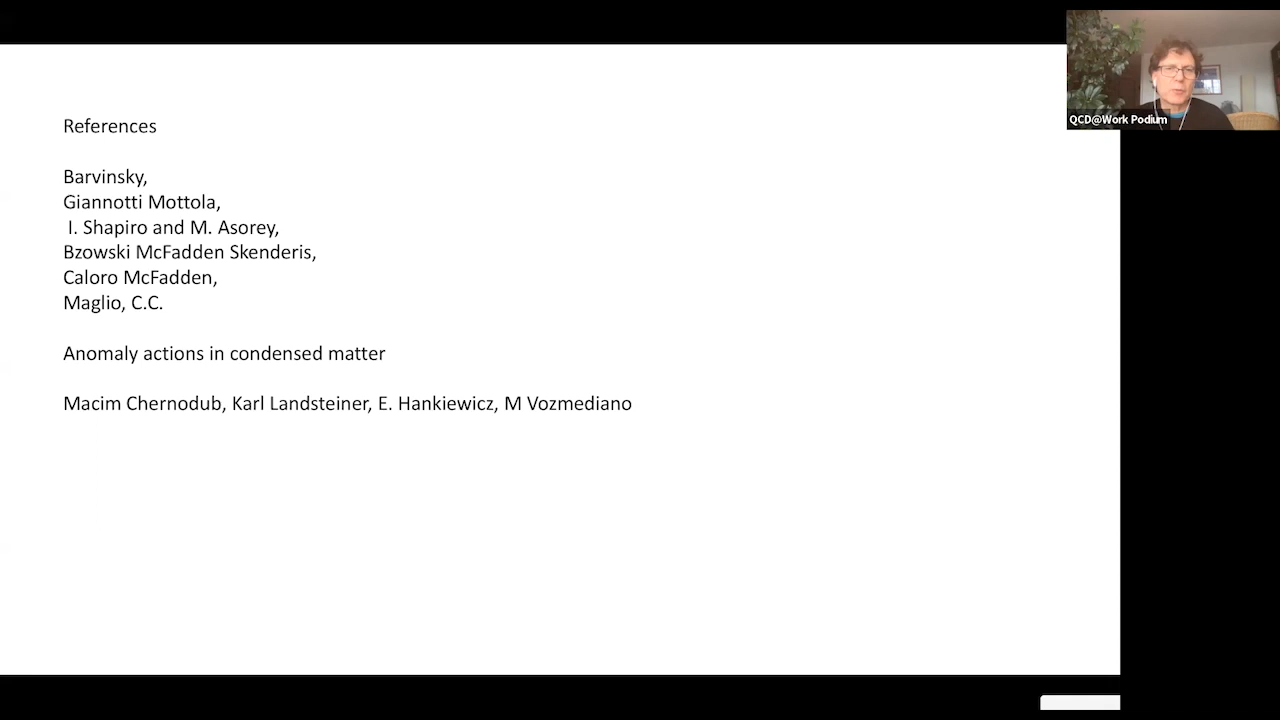 References
Barvinsky,
Giannotti Mottola,
I. Shapiro and M. Asorey,
Bzowski McFadden Skenderis,
Caloro McFadden,
Maglio, C.C.
Anomaly actions in condensed matter
Macim Chernodub, Karl Landsteiner, E. Hankiewicz, M Vozmediano
QCD@Work Podium